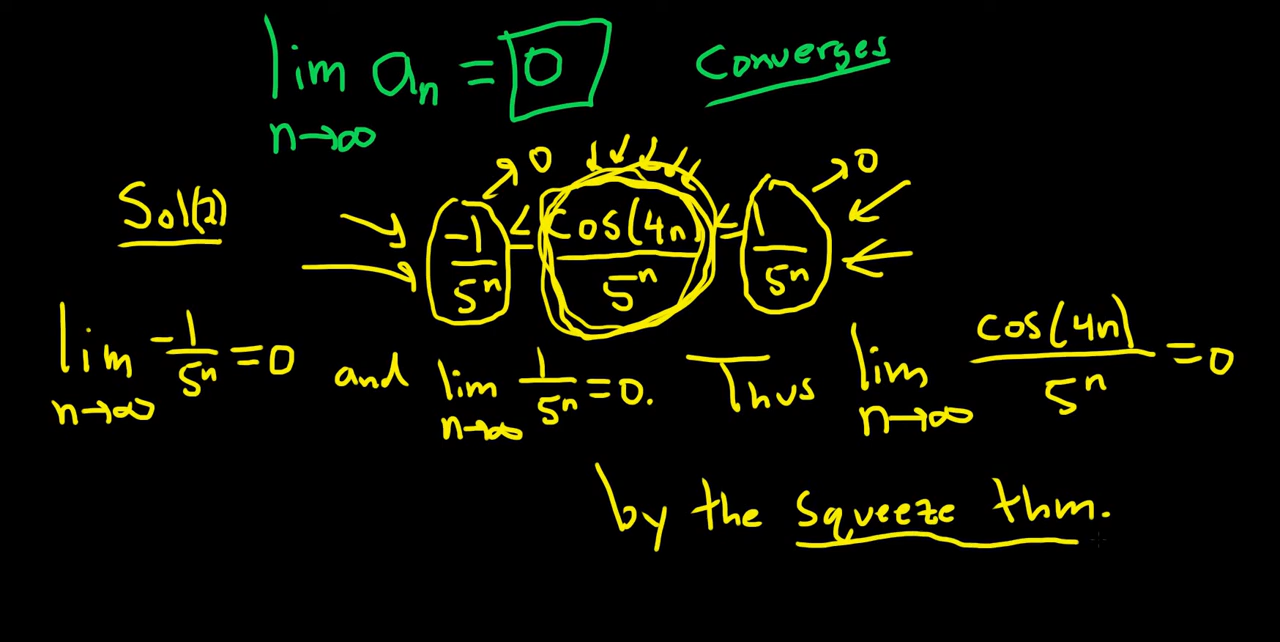 lim a_n = 0 Converges
n→∞
→0 →0
Sol(2) -1/5^n ≤ cos(4n)/5^n ≤ 1/5^n
lim -1/5^n = 0 and lim 1/5^n = 0. Thus lim cos(4n)/5^n = 0
n→∞ n→∞ n→∞
by the squeeze thm.